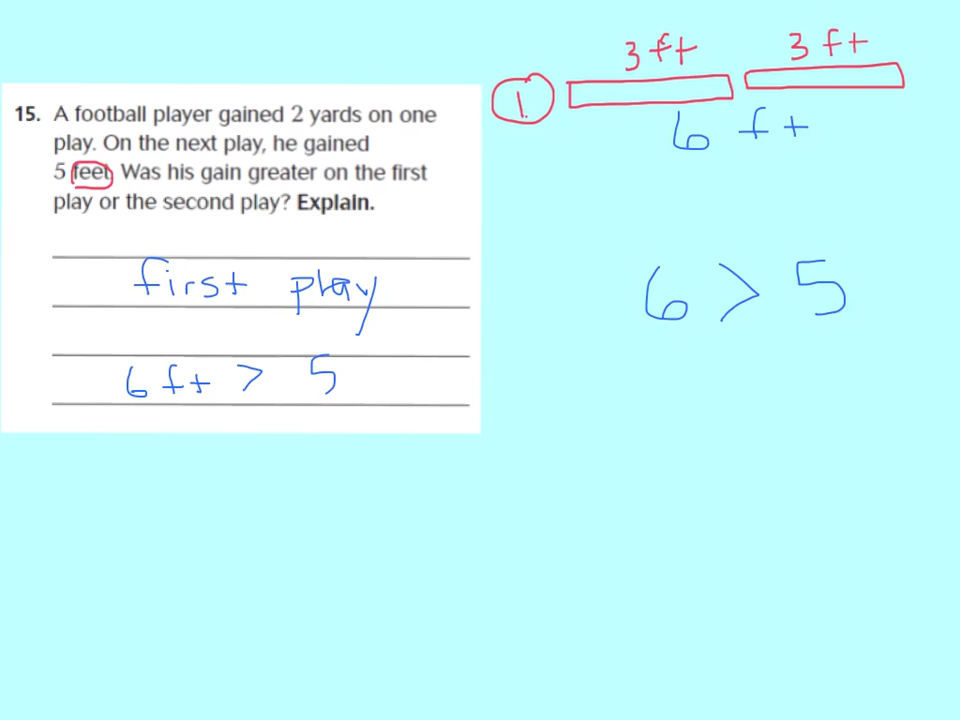 15. A football player gained 2 yards on one
play. On the next play, he gained
5 feet. Was his gain greater on the first
play or the second play? Explain.
first play
6 ft > 5
3 ft 3 ft
1.
6 ft
6 > 5